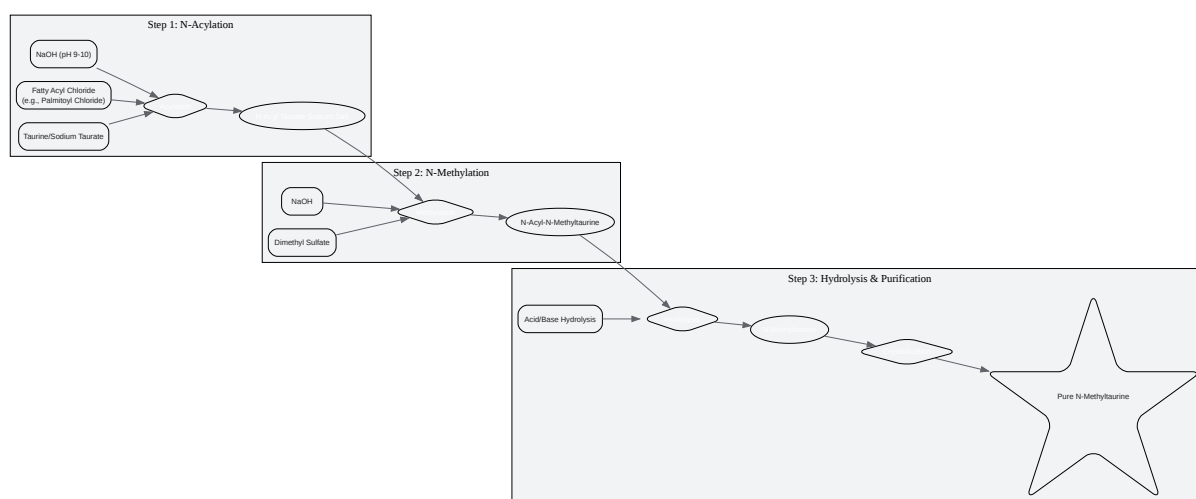 Step 1: N-Acylation
NaOH (pH 9-10)
Fatty Acyl Chloride
(e.g., Palmitoyl Chloride)
Taurine/Sodium Taurate
Step 2: N-Methylation
NaOH
Dimethyl Sulfate
N-Acyl-N-Methyltaurine
Step 3: Hydrolysis & Purification
Acid/Base Hydrolysis
Pure N-Methyltaurine